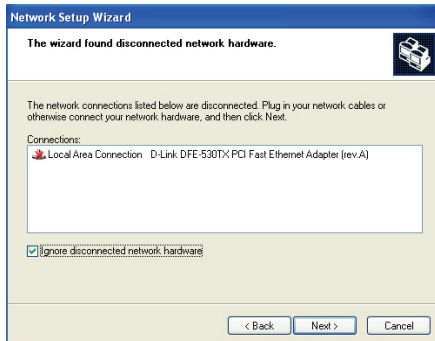 Network Setup Wizard
The wizard found disconnected network hardware.
The network connections listed below are disconnected. Plug in your network cables or
otherwise connect your network hardware, and then click Next.
Connections:
Local Area Connection D-Link DFE-530TX PCI Fast Ethernet Adapter (rev.A)
Ignore disconnected network hardware
< Back Next > Cancel